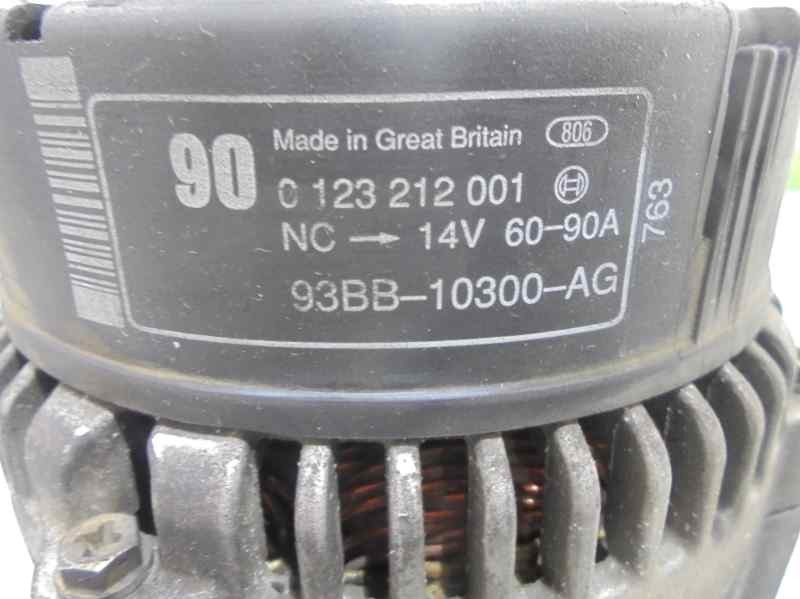 90
Made in Great Britain 806
0 123 212 001
NC → 14V 60-90A
93BB-10300-AG
763